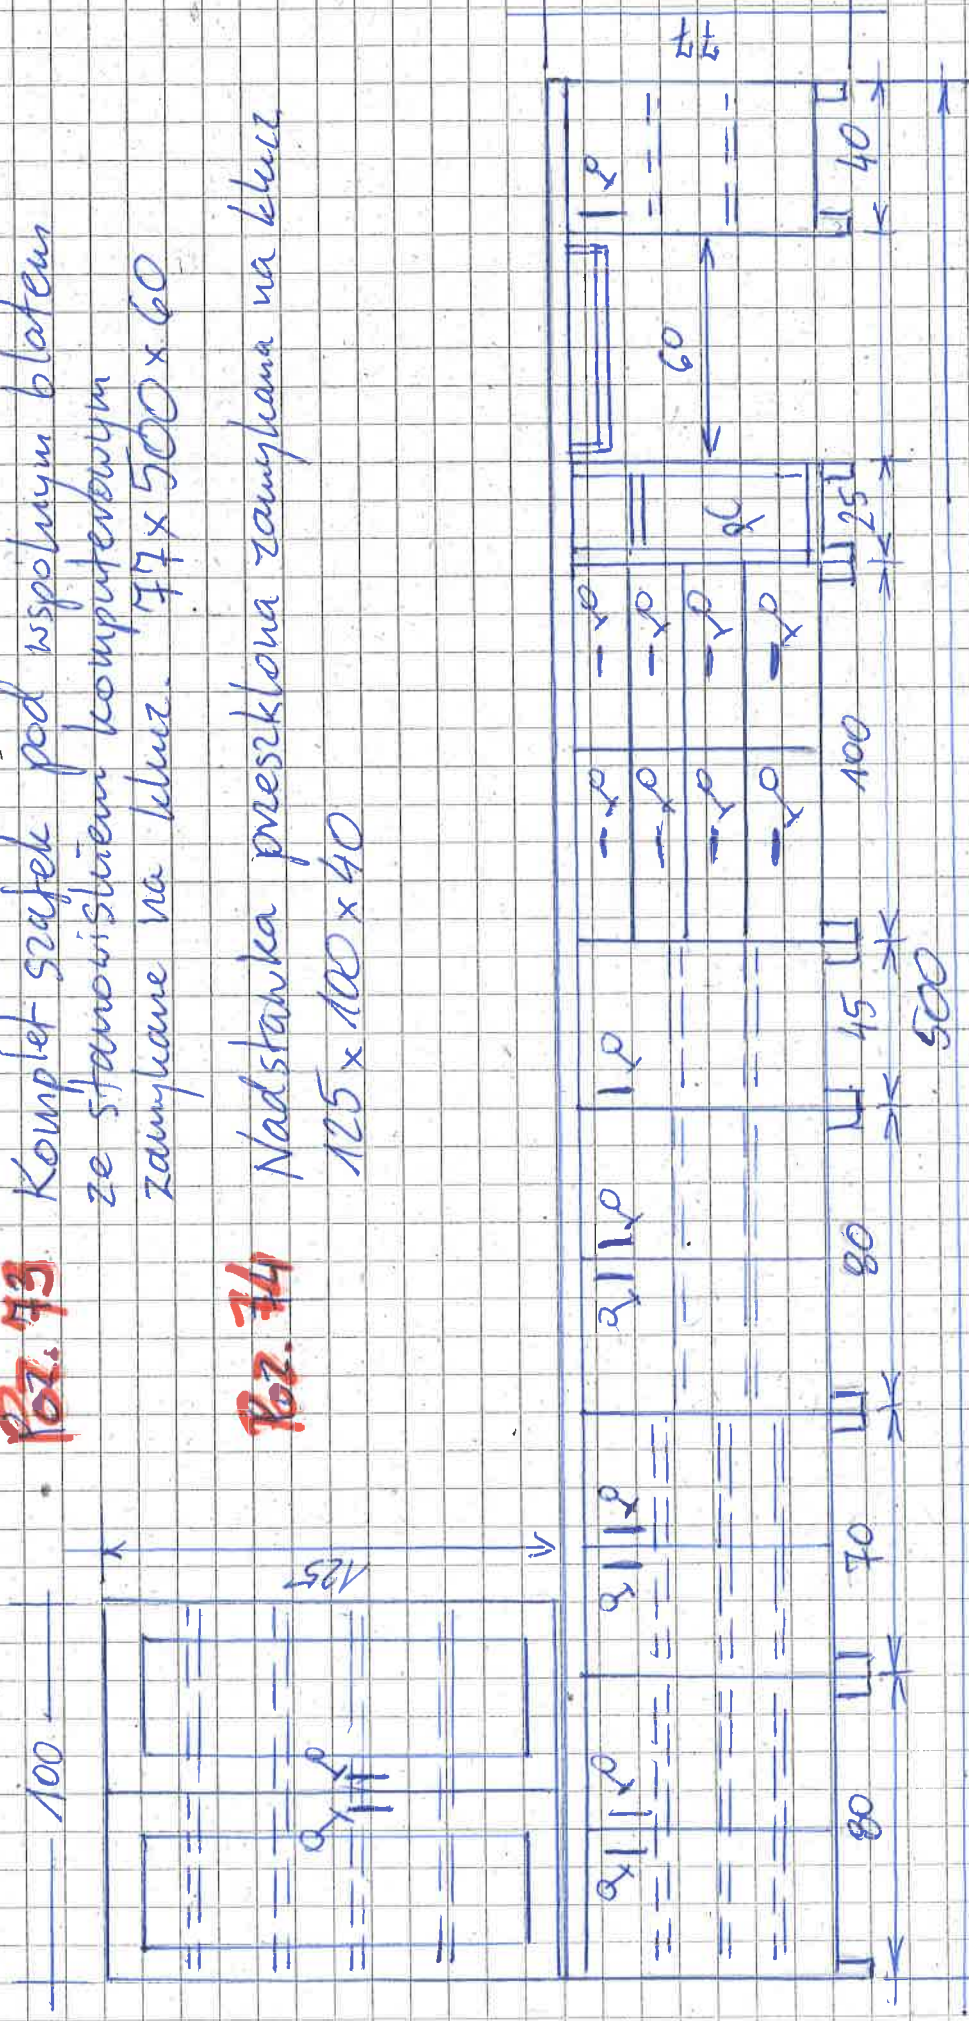 Poz. 73 Komplet szafek pod wspólnym blatem
ze stanowiskiem komputerowym
zamykane na klucz. 77 x 500 x 60
Poz. 74 Nadstawka przeszklona zamykana na klucz
125 x 100 x 40
100
125
77
60
80
70
80
45
100
25
40
500